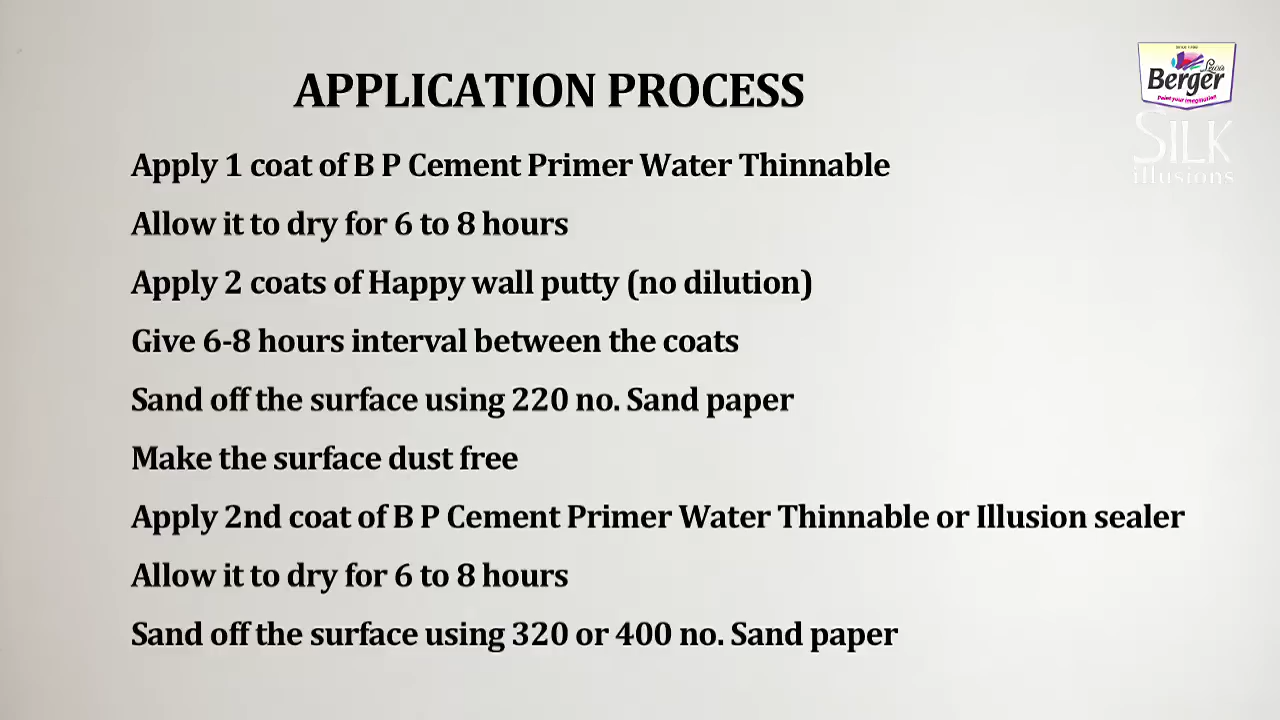 APPLICATION PROCESS
Apply 1 coat of B P Cement Primer Water Thinnable
Allow it to dry for 6 to 8 hours
Apply 2 coats of Happy wall putty (no dilution)
Give 6-8 hours interval between the coats
Sand off the surface using 220 no. Sand paper
Make the surface dust free
Apply 2nd coat of B P Cement Primer Water Thinnable or Illusion sealer
Allow it to dry for 6 to 8 hours
Sand off the surface using 320 or 400 no. Sand paper
Lewis
Berger
Paint your imagination
SILK
illusions